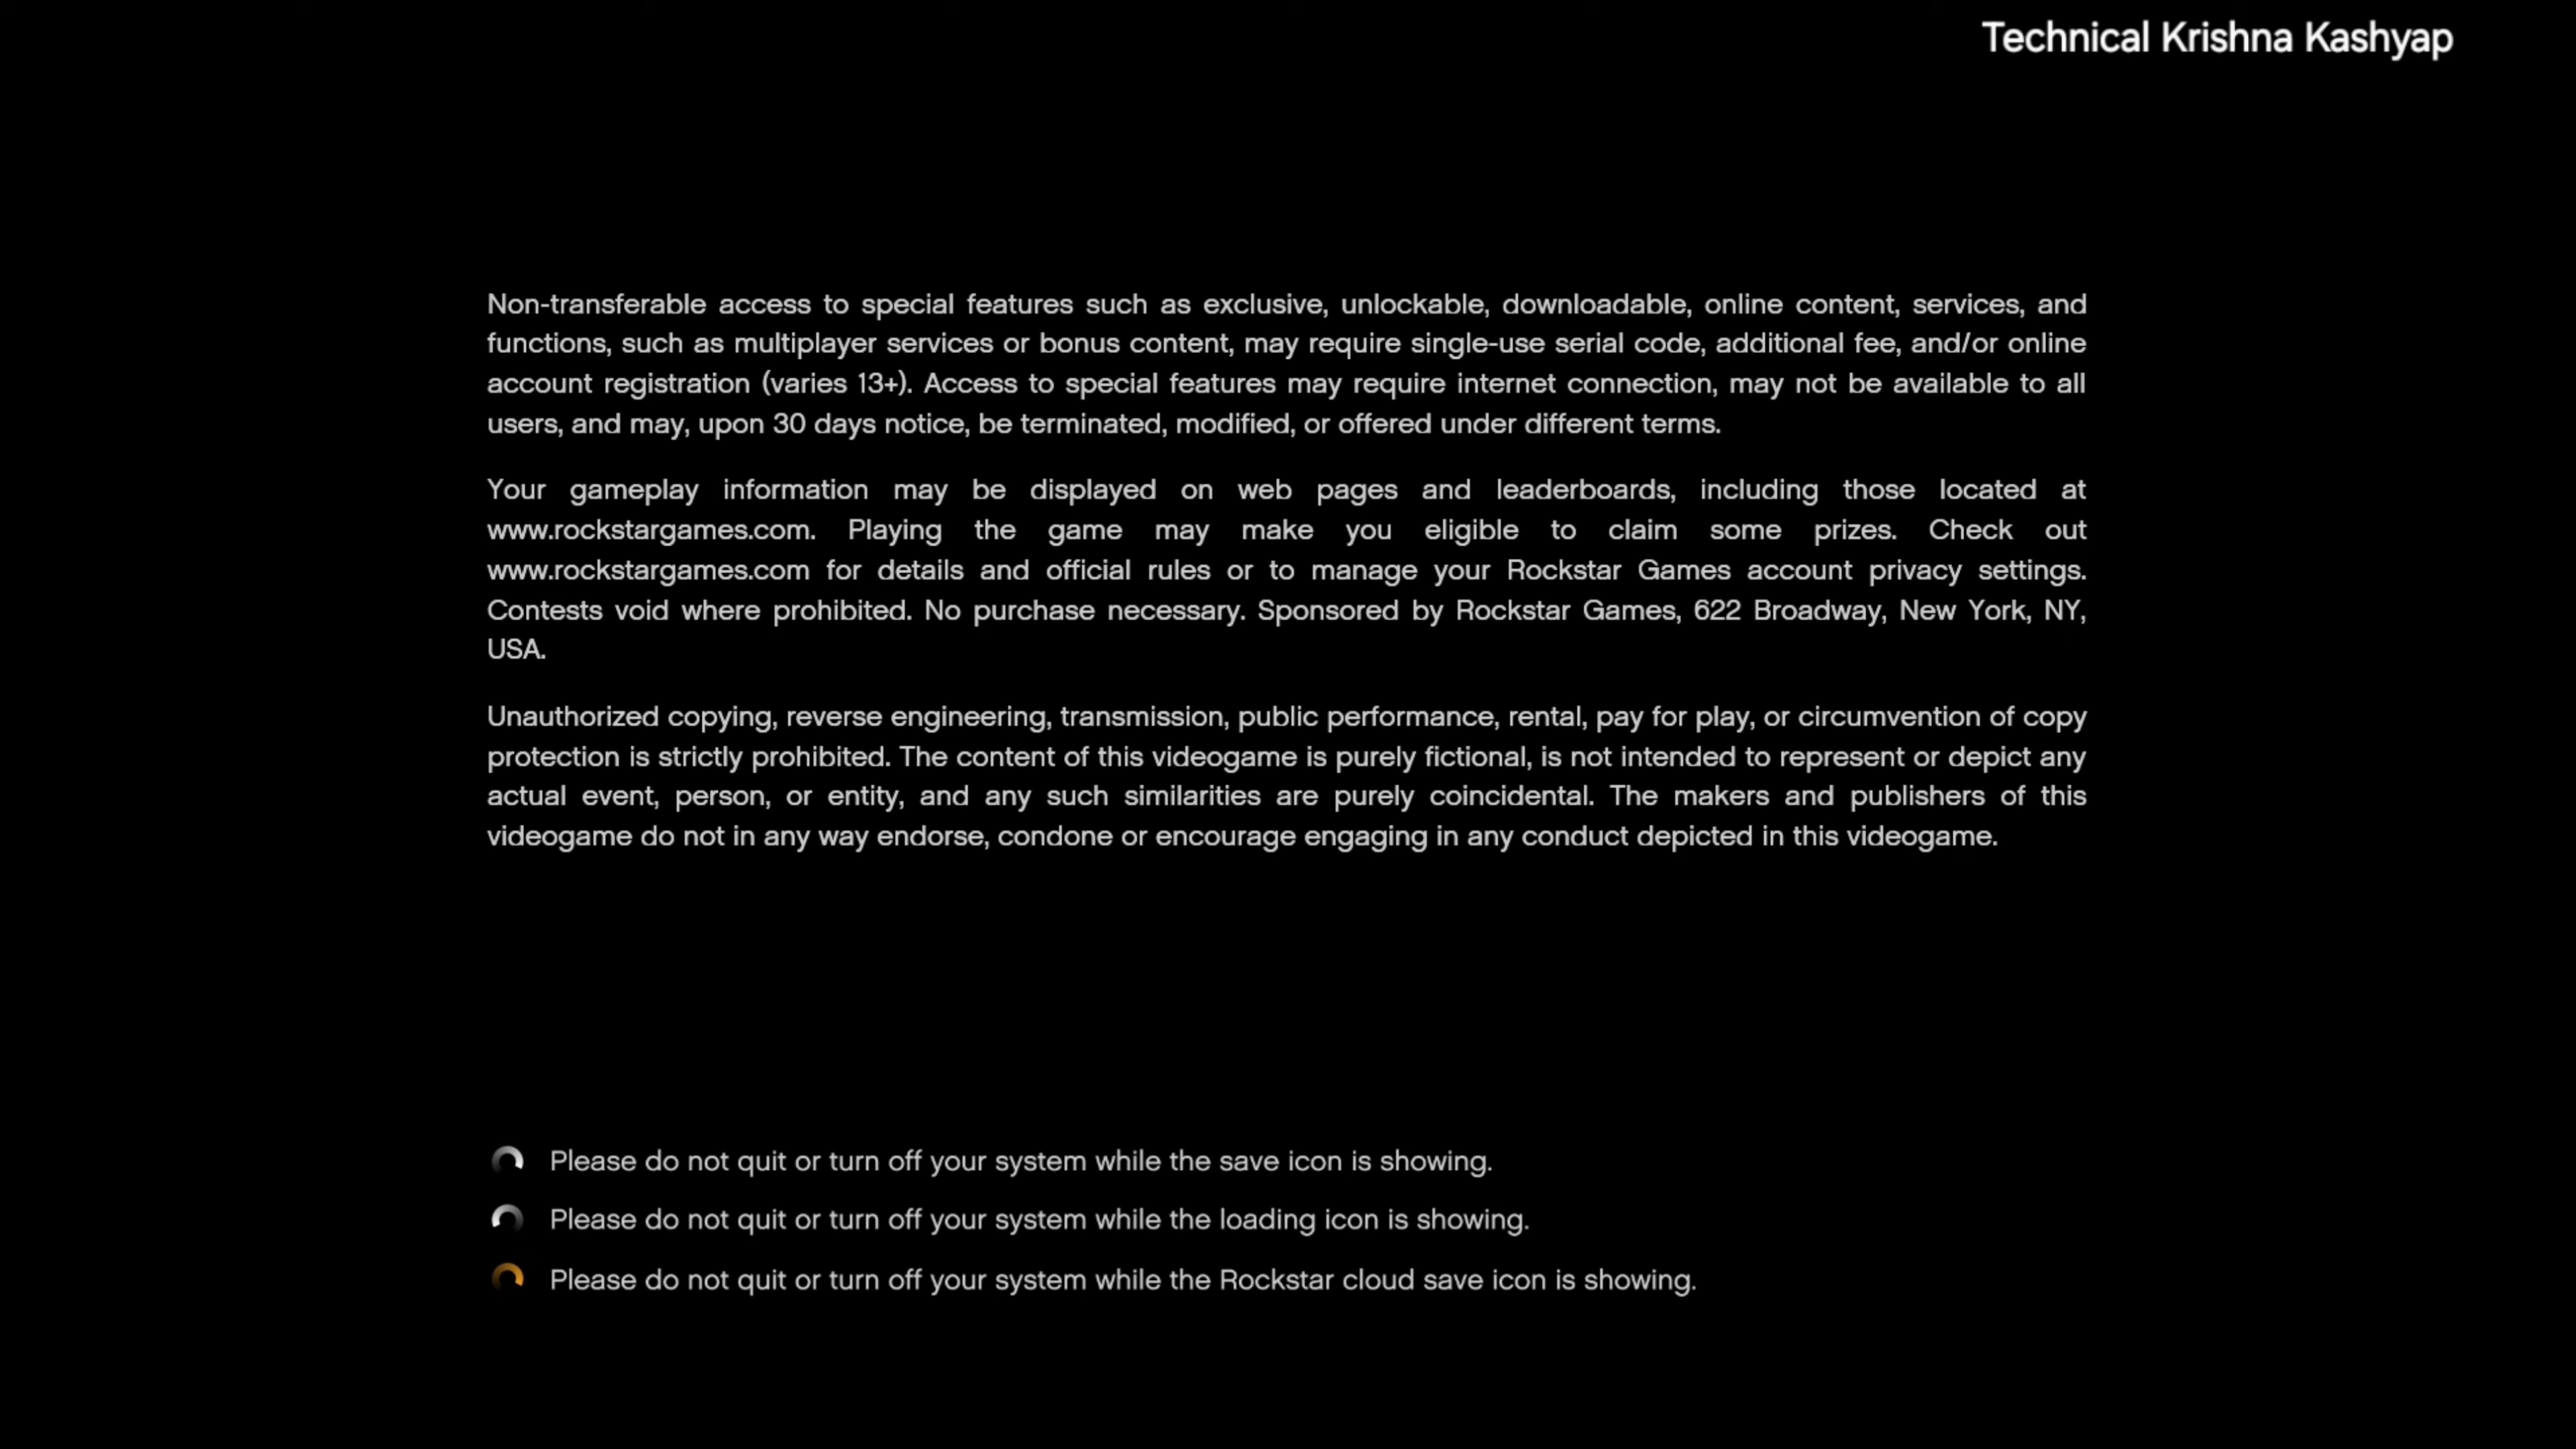 Technical Krishna Kashyap
Non-transferable access to special features such as exclusive, unlockable, downloadable, online content, services, and
functions, such as multiplayer services or bonus content, may require single-use serial code, additional fee, and/or online
account registration (varies 13+). Access to special features may require internet connection, may not be available to all
users, and may, upon 30 days notice, be terminated, modified, or offered under different terms.
Your gameplay information may be displayed on web pages and leaderboards, including those located at
www.rockstargames.com. Playing the game may make you eligible to claim some prizes. Check out
www.rockstargames.com for details and official rules or to manage your Rockstar Games account privacy settings.
Contests void where prohibited. No purchase necessary. Sponsored by Rockstar Games, 622 Broadway, New York, NY,
USA.
Unauthorized copying, reverse engineering, transmission, public performance, rental, pay for play, or circumvention of copy
protection is strictly prohibited. The content of this videogame is purely fictional, is not intended to represent or depict any
actual event, person, or entity, and any such similarities are purely coincidental. The makers and publishers of this
videogame do not in any way endorse, condone or encourage engaging in any conduct depicted in this videogame.
Please do not quit or turn off your system while the save icon is showing.
Please do not quit or turn off your system while the loading icon is showing.
Please do not quit or turn off your system while the Rockstar cloud save icon is showing.